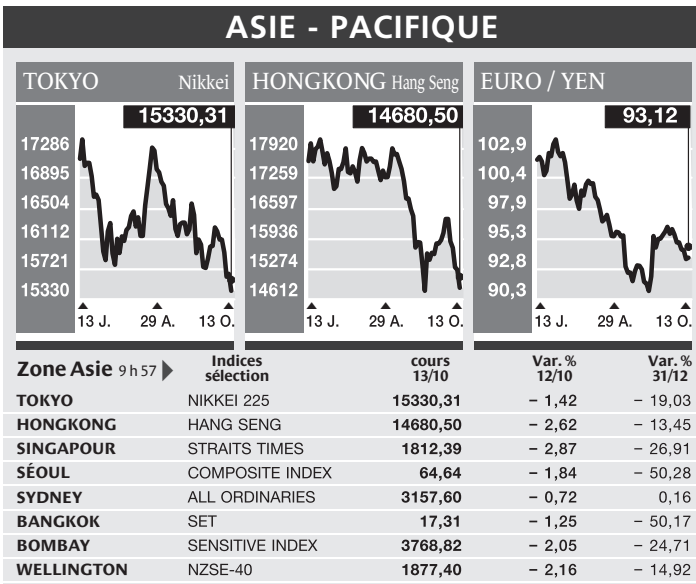 ASIE - PACIFIQUE
TOKYO Nikkei
15330,31
17286
16895
16504
16112
15721
15330
13 J. 29 A. 13 O.
HONGKONG Hang Seng
14680,50
17920
17259
16597
15936
15274
14612
13 J. 29 A. 13 O.
EURO / YEN
93,12
102,9
100,4
97,9
95,3
92,8
90,3
13 J. 29 A. 13 O.
Zone Asie 9 h 57 Indices sélection cours 13/10 Var. % 12/10 Var. % 31/12
TOKYO NIKKEI 225 15330,31 – 1,42 – 19,03
HONGKONG HANG SENG 14680,50 – 2,62 – 13,45
SINGAPOUR STRAITS TIMES 1812,39 – 2,87 – 26,91
SÉOUL COMPOSITE INDEX 64,64 – 1,84 – 50,28
SYDNEY ALL ORDINARIES 3157,60 – 0,72 0,16
BANGKOK SET 17,31 – 1,25 – 50,17
BOMBAY SENSITIVE INDEX 3768,82 – 2,05 – 24,71
WELLINGTON NZSE-40 1877,40 – 2,16 – 14,92